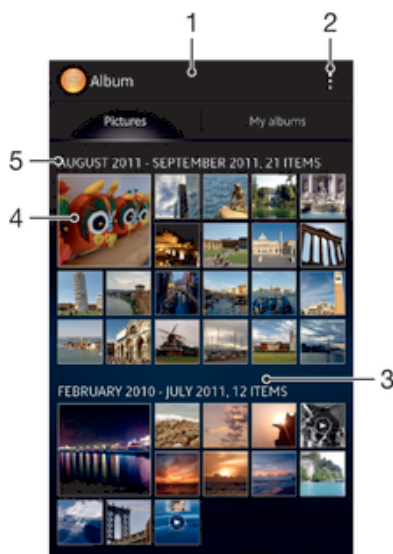 1
2
Album
Pictures
My albums
5
AUGUST 2011 - SEPTEMBER 2011, 21 ITEMS
4
3
FEBRUARY 2010 - JULY 2011, 12 ITEMS